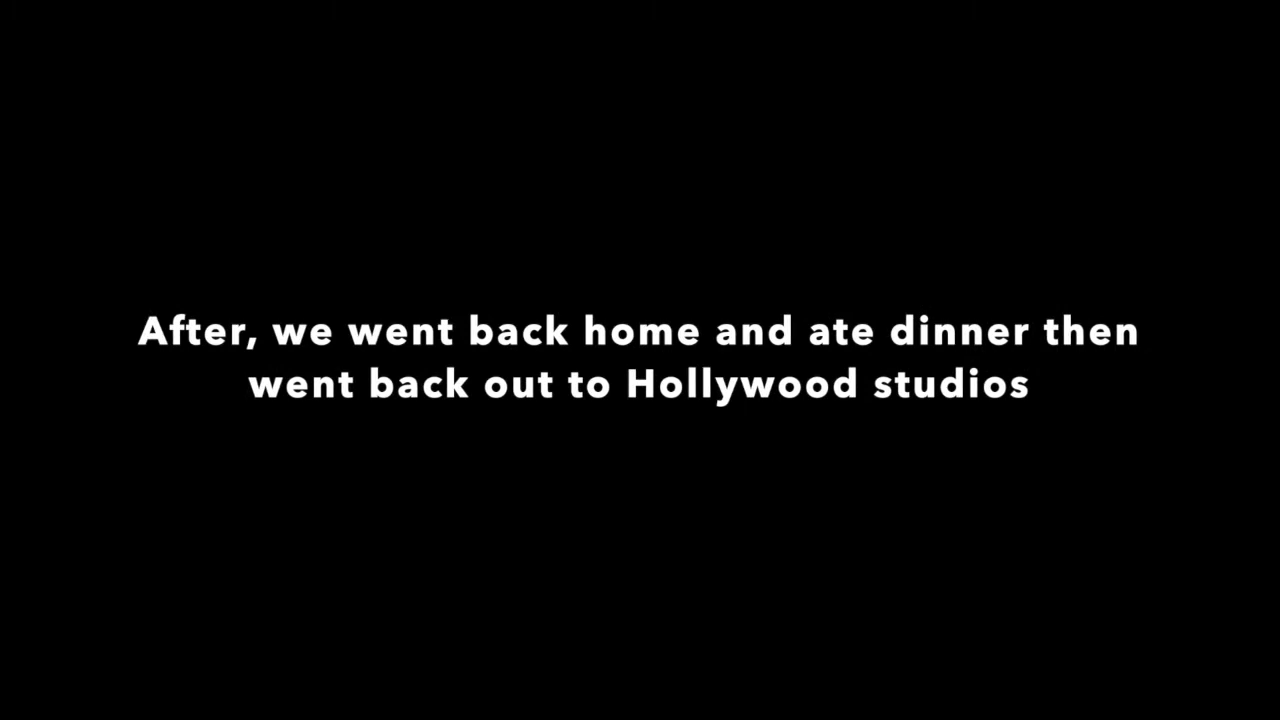 After, we went back home and ate dinner then
went back out to Hollywood studios